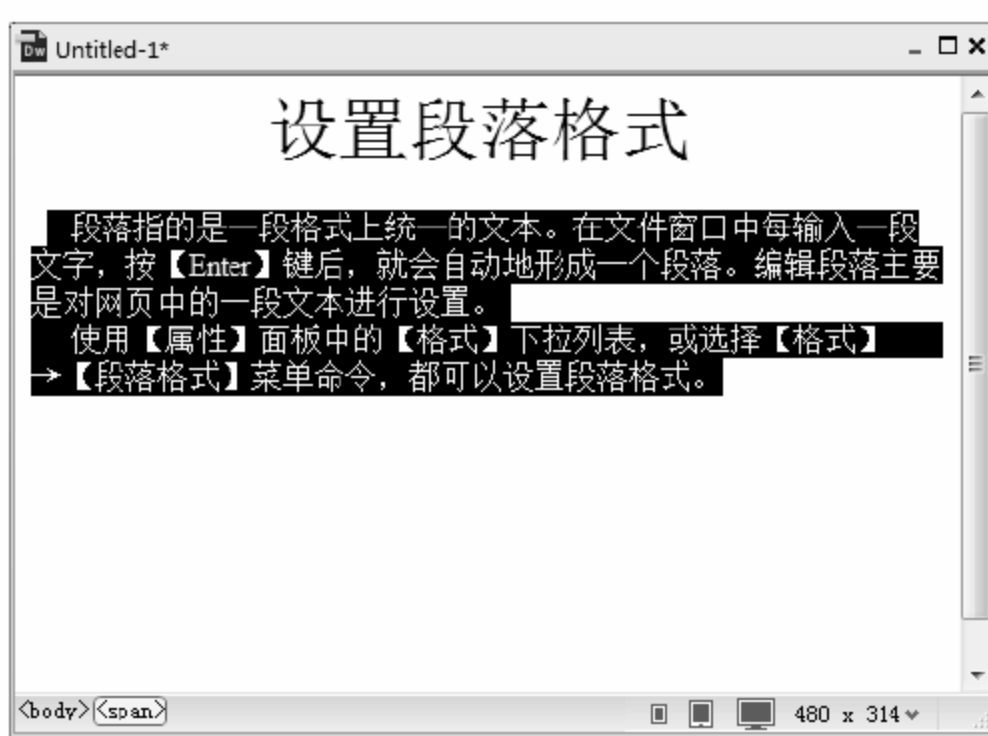 Dw Untitled-1*
设置段落格式
段落指的是一段格式上统一的文本。在文件窗口中每输入一段
文字，按【Enter】键后，就会自动地形成一个段落。编辑段落主要
是对网页中的一段文本进行设置。
使用【属性】面板中的【格式】下拉列表，或选择【格式】
→【段落格式】菜单命令，都可以设置段落格式。
<body><span> 480 x 314